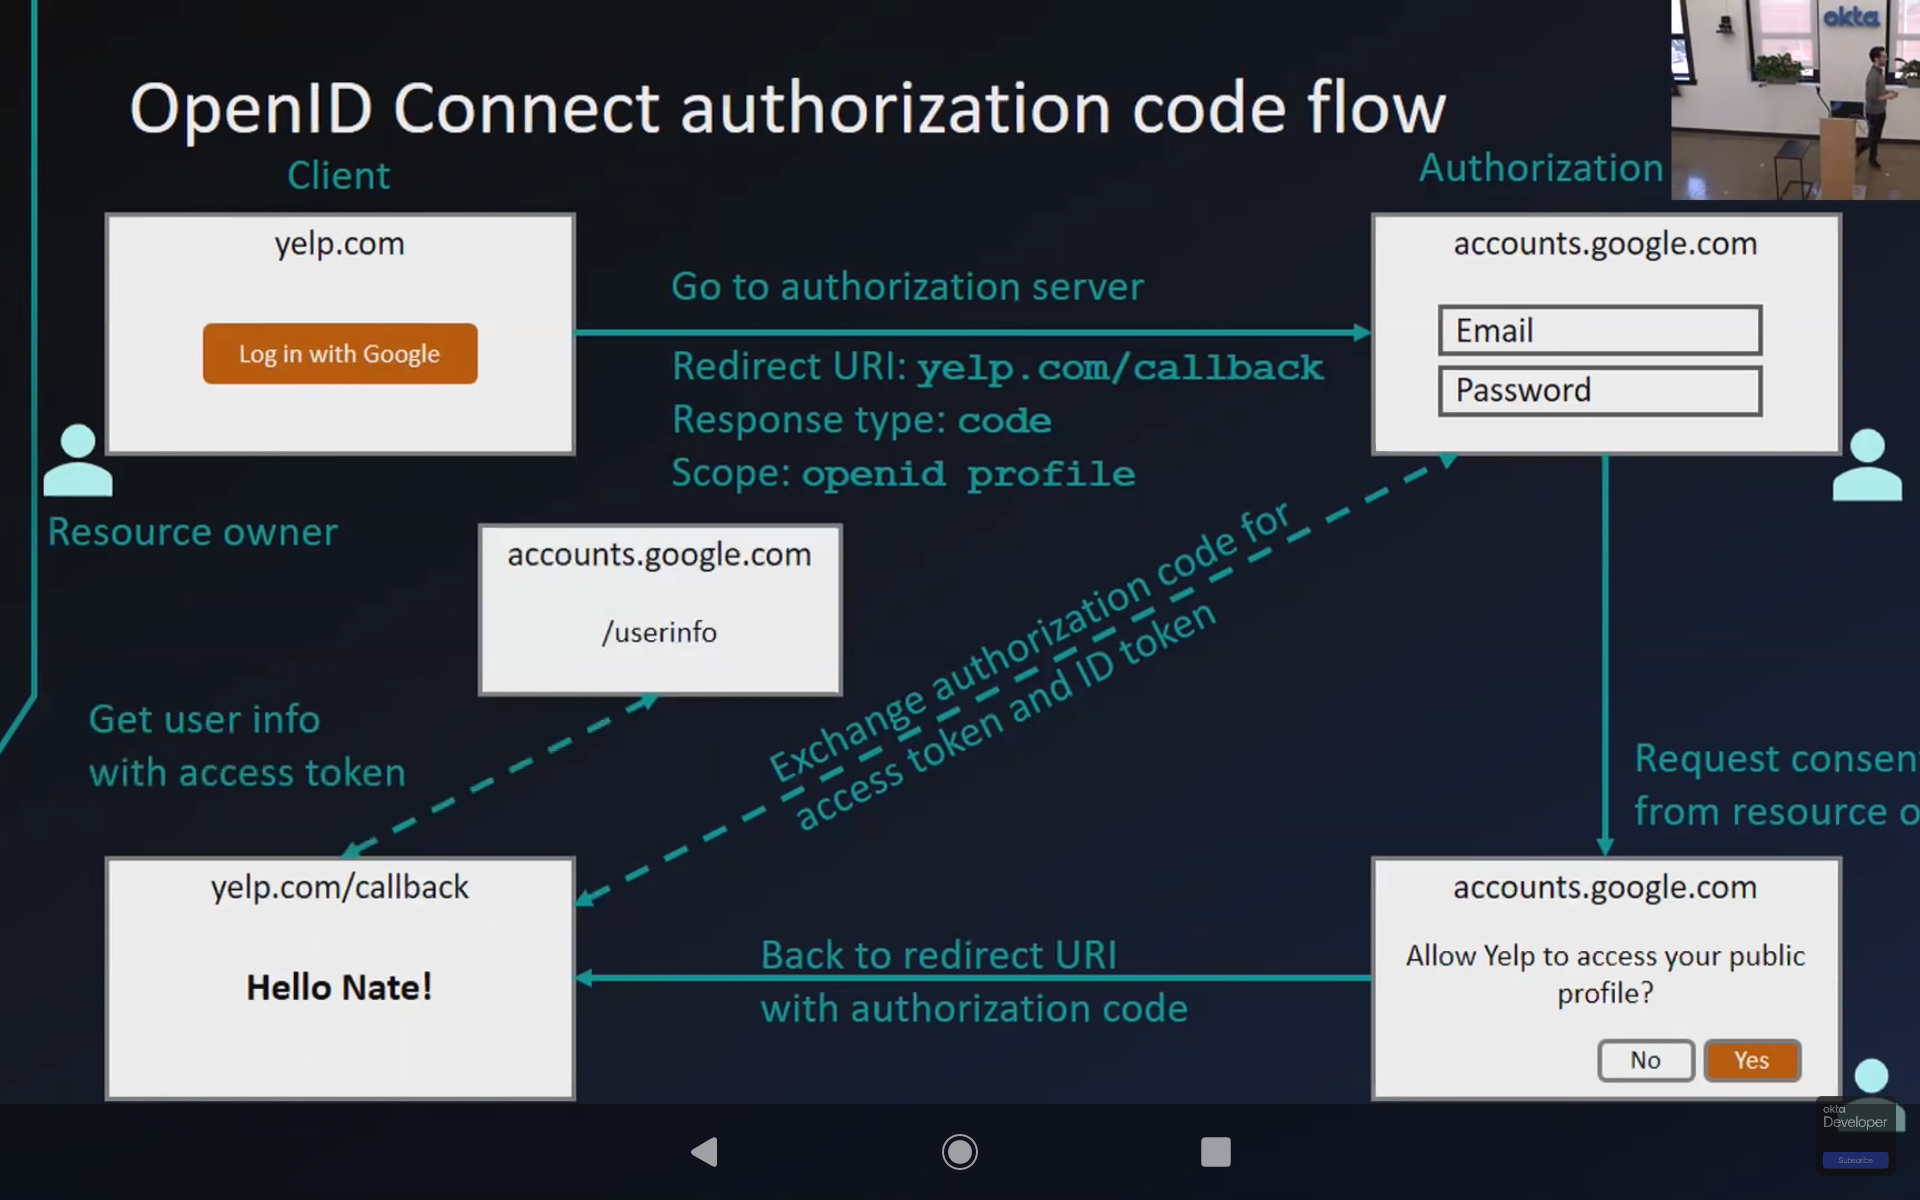 okta
OpenID Connect authorization code flow
Client
Authorization
yelp.com
Log in with Google
Go to authorization server
Redirect URI: yelp.com/callback
Response type: code
Scope: openid profile
accounts.google.com
Email
Password
Resource owner
accounts.google.com
/userinfo
Exchange authorization code for
access token and ID token
Get user info
with access token
Request consen
from resource o
yelp.com/callback
Hello Nate!
Back to redirect URI
with authorization code
accounts.google.com
Allow Yelp to access your public
profile?
No
Yes
okta
Developer
Subscribe